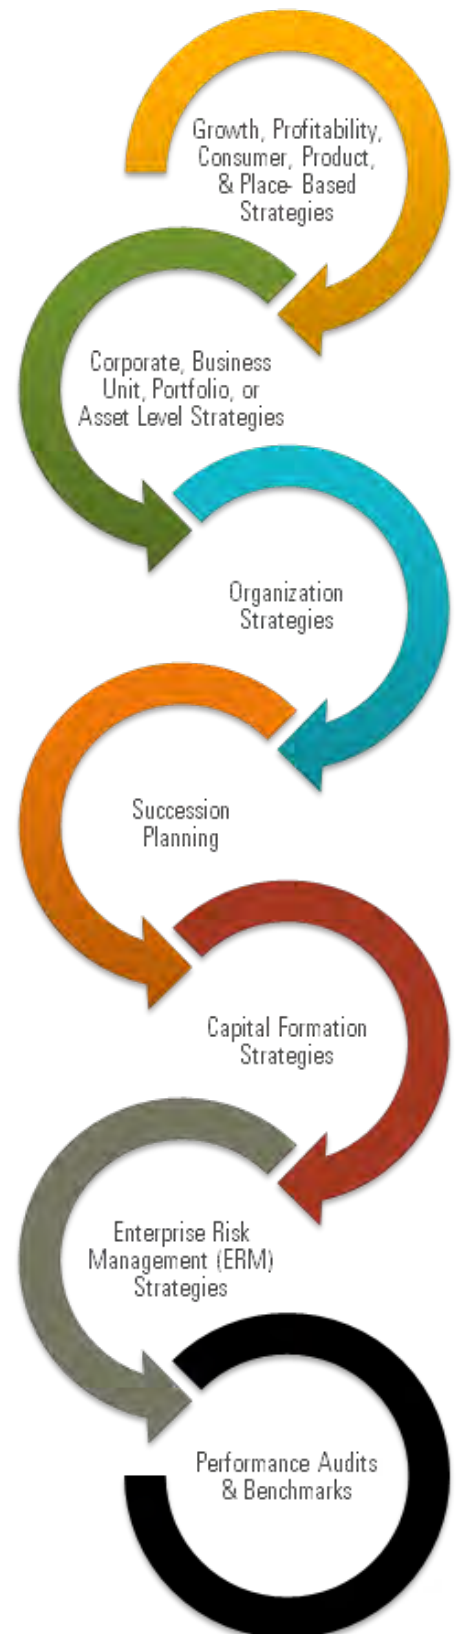 Growth, Profitability,
Consumer, Product,
& Place- Based
Strategies
Corporate, Business
Unit, Portfolio, or
Asset Level Strategies
Organization
Strategies
Succession
Planning
Capital Formation
Strategies
Enterprise Risk
Management (ERM)
Strategies
Performance Audits
& Benchmarks